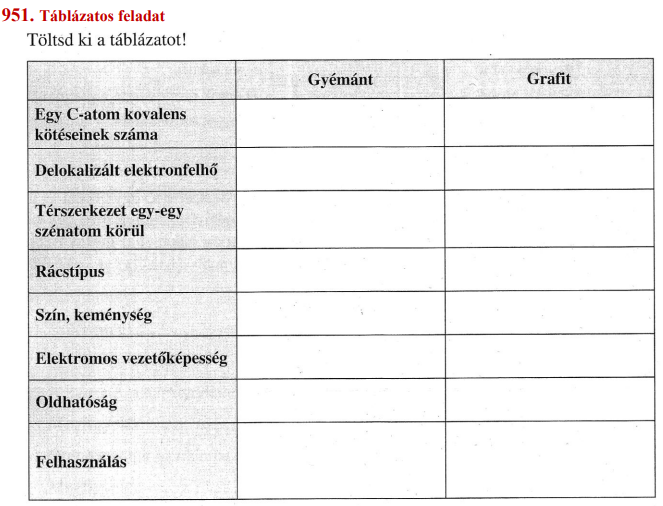 951. Táblázatos feladat
Töltsd ki a táblázatot!
Gyémánt
Grafit
Egy C-atom kovalens
kötéseinek száma
Delokalizált elektronfelhő
Térszerkezet egy-egy
szénatom körül
Rácstípus
Szín, keménység
Elektromos vezetőképesség
Oldhatóság
Felhasználás